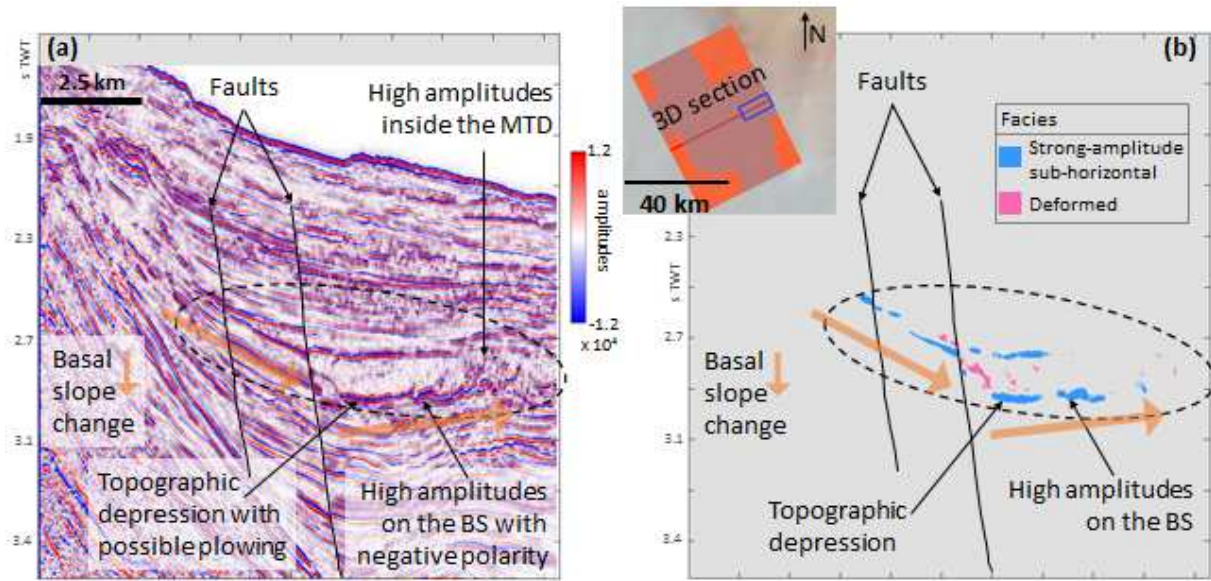 (a)
s TWT
2.5 km
1.9
2.3
2.7
3.1
3.4
Faults
High amplitudes
inside the MTD
1.2
amplitudes
-1.2
x 10⁴
Basal
slope
change
Topographic
depression with
possible plowing
High amplitudes
on the BS with
negative polarity
N
3D section
40 km
(b)
s TWT
2.3
2.7
3.1
3.4
Faults
Facies
Strong-amplitude
sub-horizontal
Deformed
Basal
slope
change
Topographic
depression
High amplitudes
on the BS